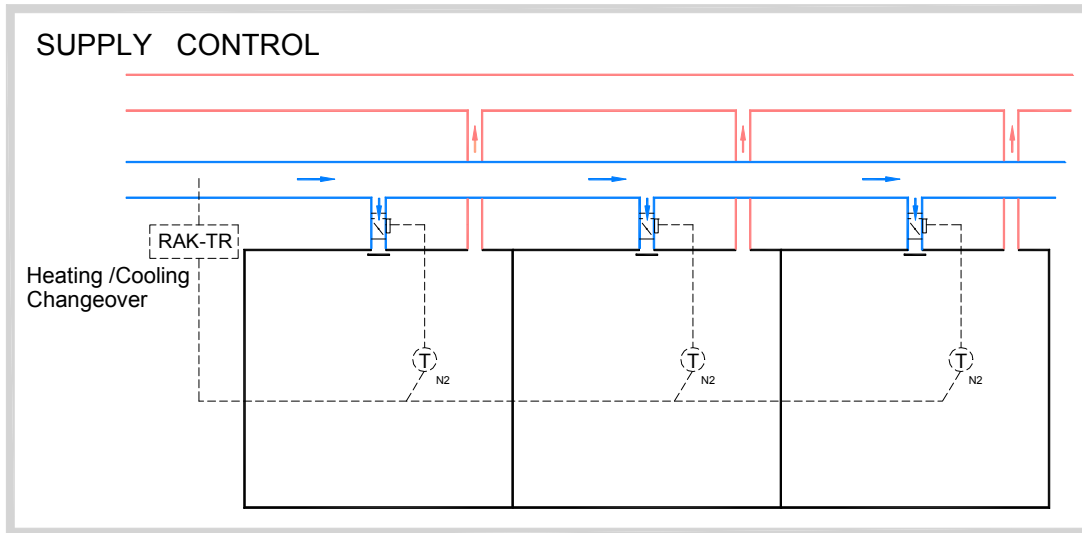 SUPPLY CONTROL
RAK-TR
Heating /Cooling
Changeover
T
N2
T
N2
T
N2